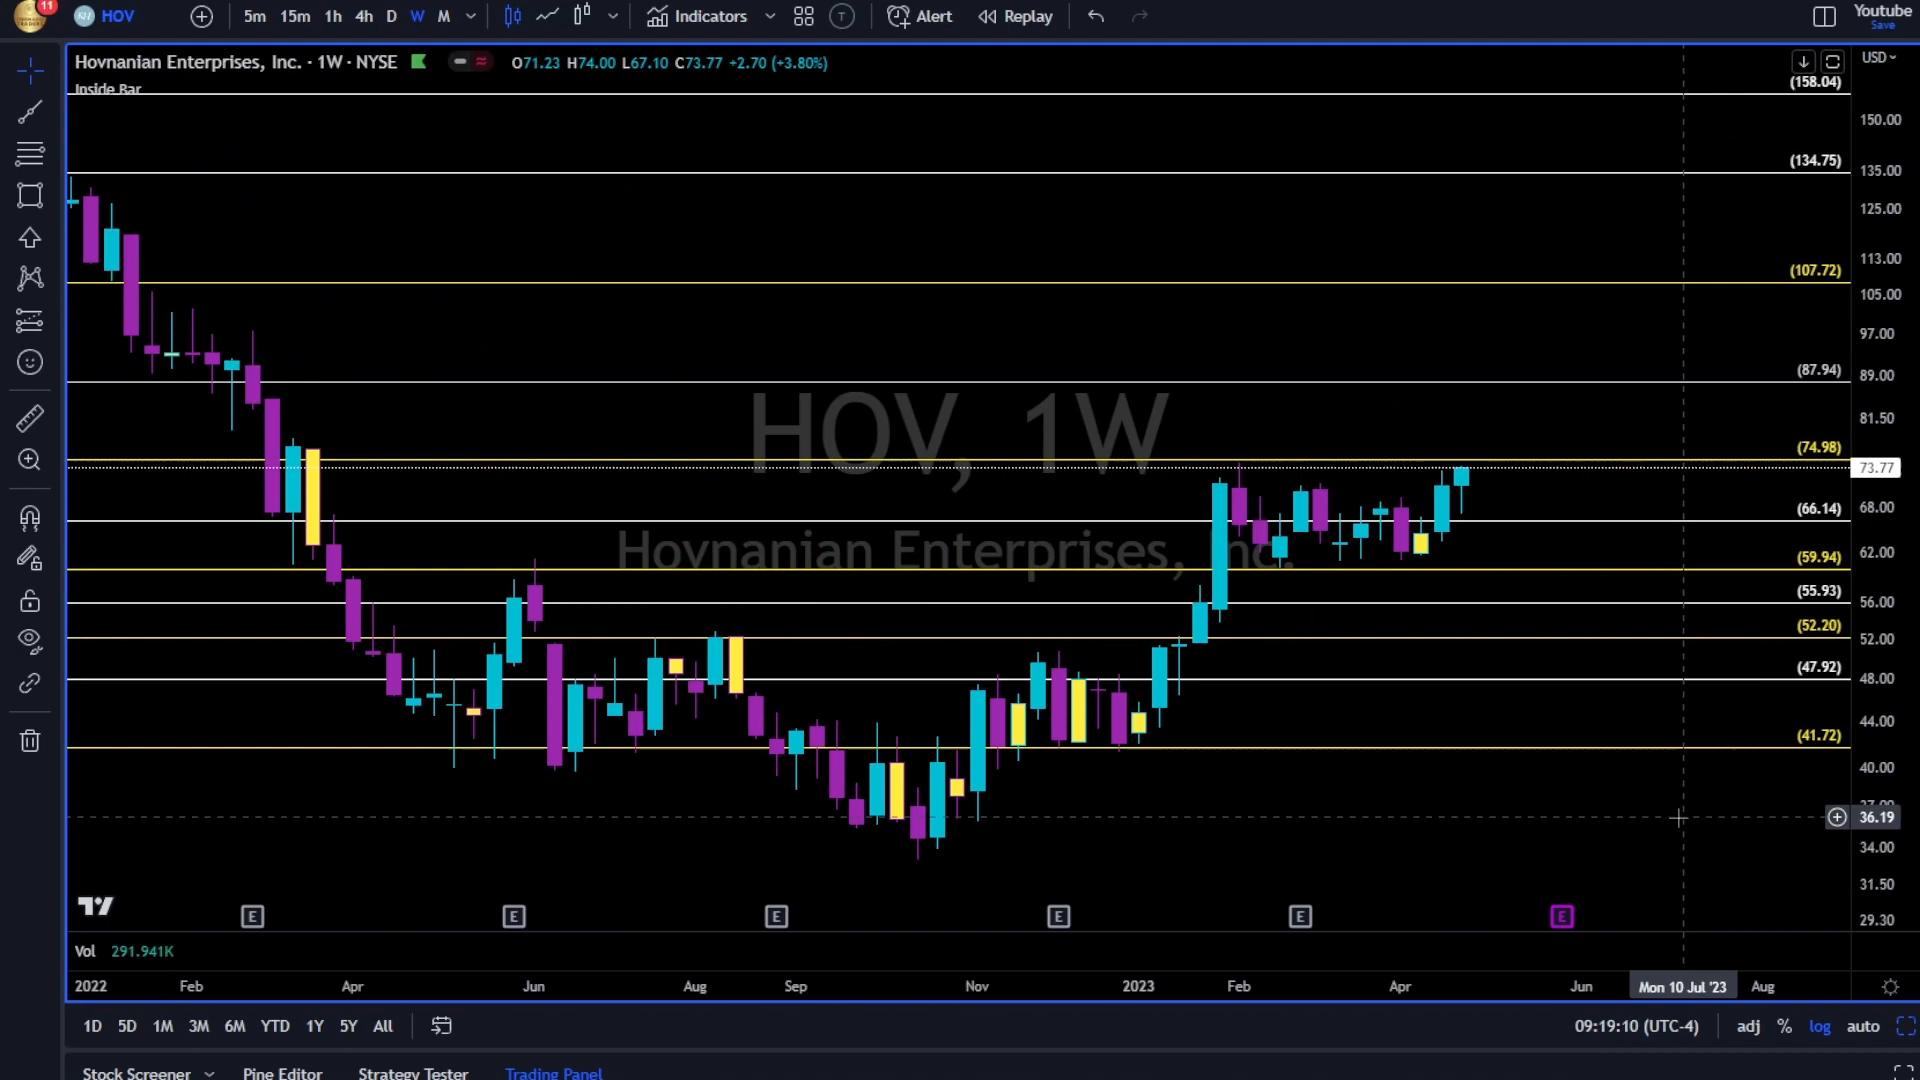 11
HOV
5m 15m 1h 4h D W M
Indicators
T
Alert
Replay
Youtube
Save
Hovnanian Enterprises, Inc. · 1W · NYSE
O71.23 H74.00 L67.10 C73.77 +2.70 (+3.80%)
USD
Inside Bar
(158.04)
150.00
(134.75)
135.00
125.00
113.00
(107.72)
105.00
97.00
(87.94)
89.00
81.50
HOV, 1W
(74.98)
73.77
(66.14)
68.00
Hovnanian Enterprises, Inc.
62.00
(59.94)
(55.93)
56.00
(52.20)
52.00
(47.92)
48.00
44.00
(41.72)
40.00
37.00
36.19
34.00
31.50
29.30
E E E E E E
Vol 291.941K
2022 Feb Apr Jun Aug Sep Nov 2023 Feb Apr Jun Mon 10 Jul '23 Aug
1D 5D 1M 3M 6M YTD 1Y 5Y All
09:19:10 (UTC-4) adj % log auto
Stock Screener Pine Editor Strategy Tester Trading Panel